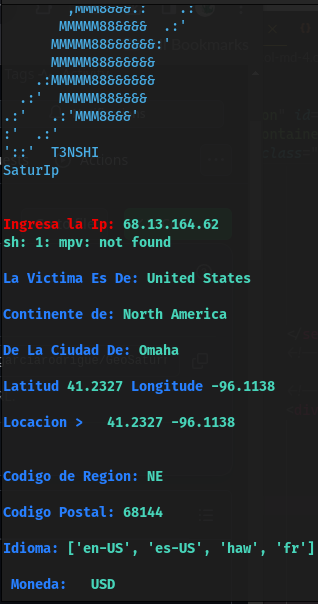 ,MMM8&&&.:    .:
MMMMM88&&&&  .:'
MMMMM88&&&&&&:'
MMMMM88&&&&&&
.:MMMMM88&&&&&&
.:'  MMMMM88&&&&
.:'   .:'MMM8&&&'
:'  .:'
'::'  T3NSHI
SaturIp
Ingresa la Ip: 68.13.164.62
sh: 1: mpv: not found
La Victima Es De: United States
Continente de: North America
De La Ciudad De: Omaha
Latitud 41.2327 Longitude -96.1138
Locacion >   41.2327 -96.1138
Codigo de Region: NE
Codigo Postal: 68144
Idioma: ['en-US', 'es-US', 'haw', 'fr']
Moneda:   USD